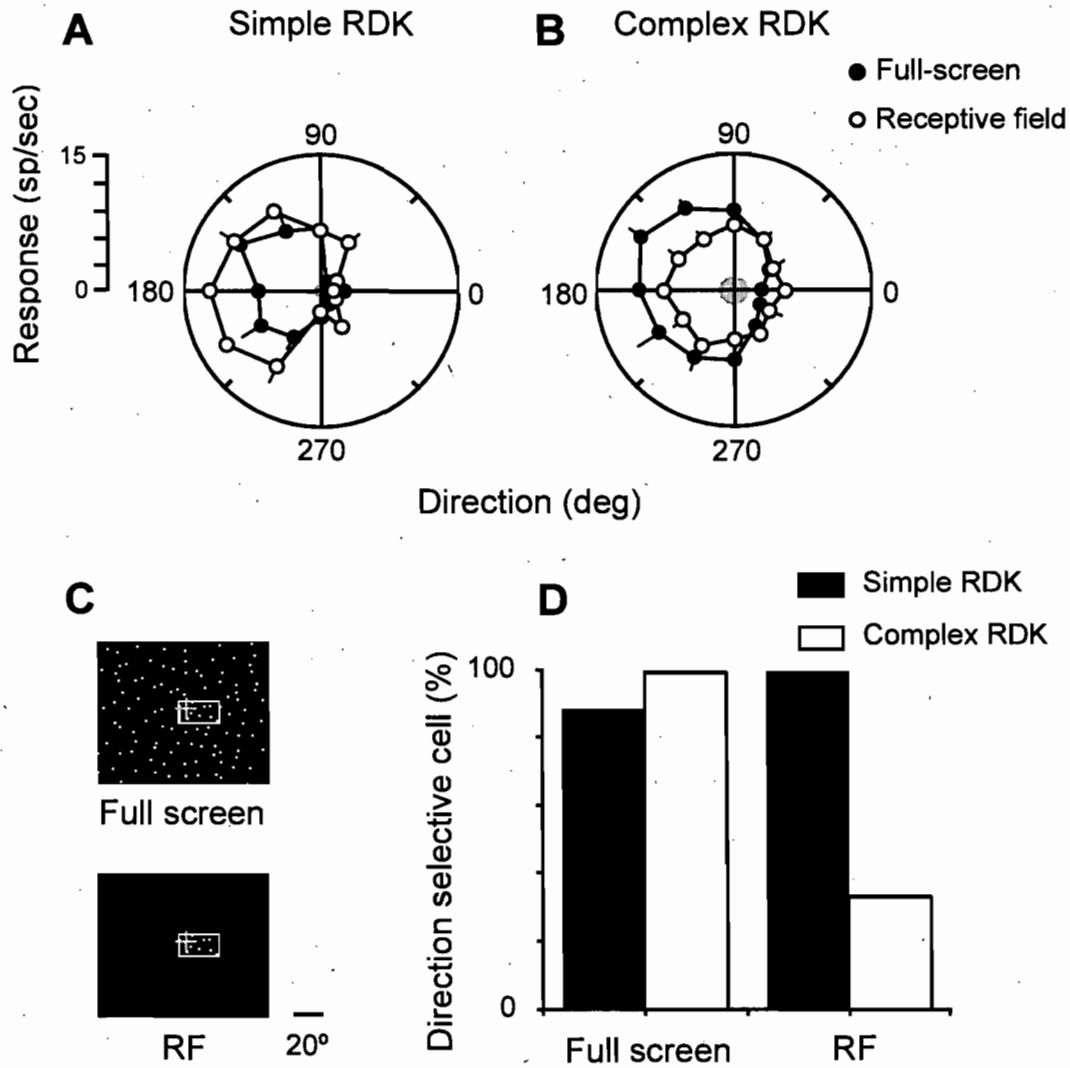 A Simple RDK
B Complex RDK
Full-screen
Receptive field
Response (sp/sec)
15
0
90
180
0
270
90
180
0
270
Direction (deg)
C
Full screen
RF
20º
D
Simple RDK
Complex RDK
Direction selective cell (%)
100
0
Full screen
RF